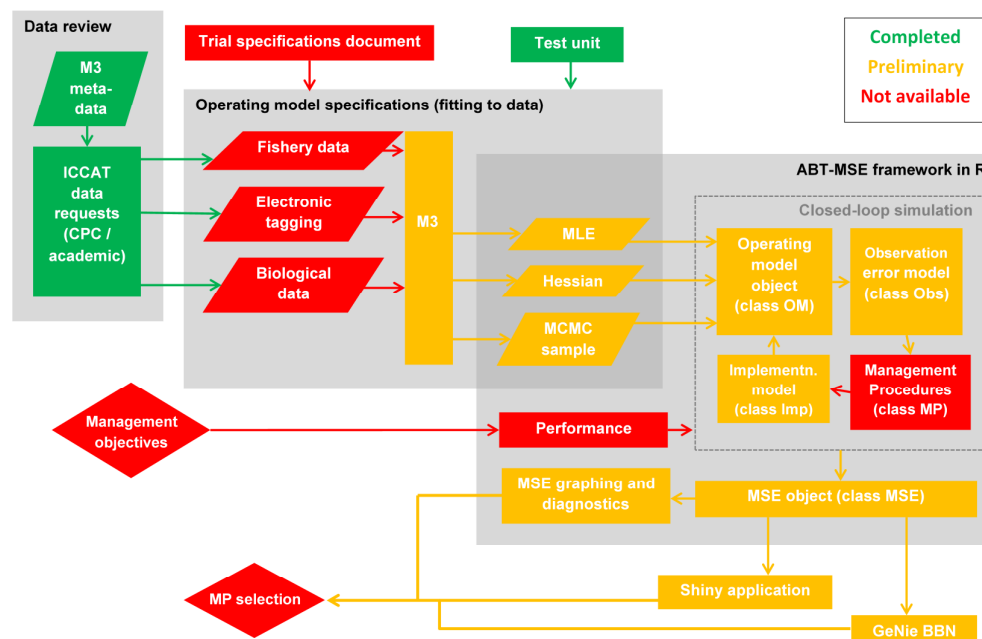 Data review
M3
meta-
data
ICCAT
data
requests
(CPC /
academic)
Trial specifications document
Test unit
Completed
Preliminary
Not available
Operating model specifications (fitting to data)
Fishery data
Electronic
tagging
Biological
data
M3
ABT-MSE framework in R
Closed-loop simulation
MLE
Hessian
MCMC
sample
Operating
model
object
(class OM)
Observation
error model
(class Obs)
Implementn.
model
(class Imp)
Management
Procedures
(class MP)
Management
objectives
Performance
MSE graphing and
diagnostics
MSE object (class MSE)
MP selection
Shiny application
GeNie BBN